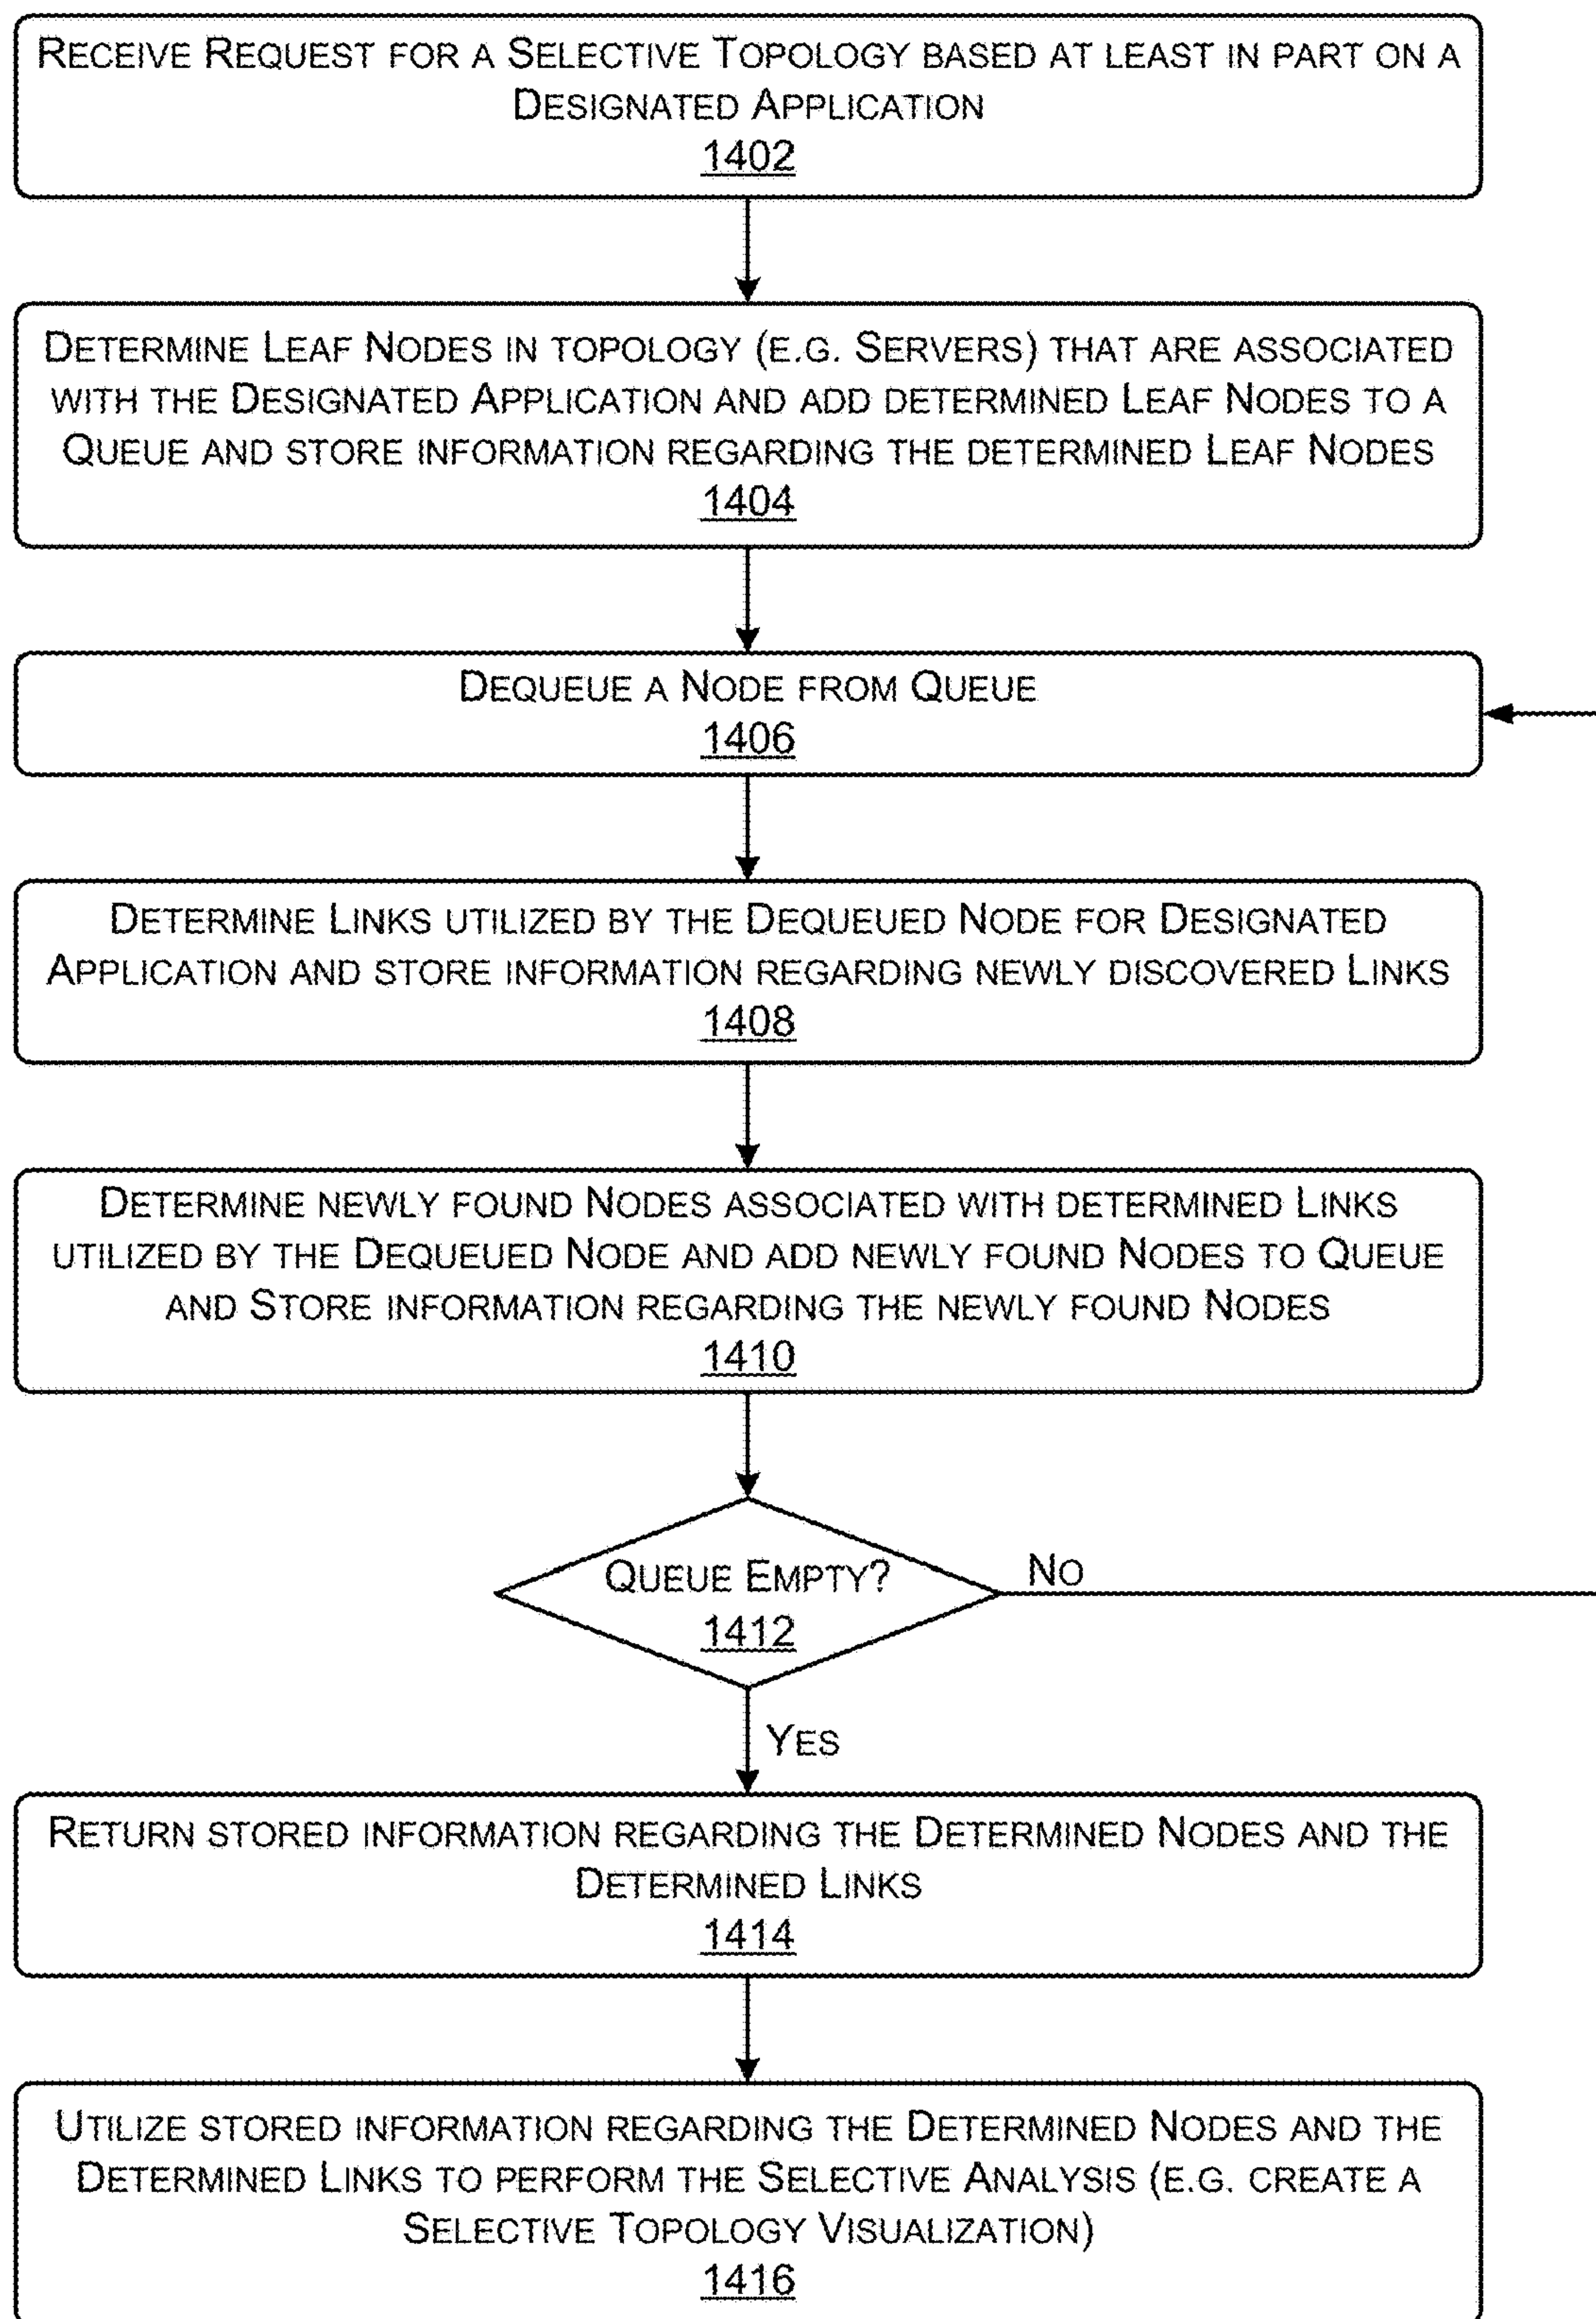 RECEIVE REQUEST FOR A SELECTIVE TOPOLOGY BASED AT LEAST IN PART ON A
DESIGNATED APPLICATION
1402
DETERMINE LEAF NODES IN TOPOLOGY (E.G. SERVERS) THAT ARE ASSOCIATED
WITH THE DESIGNATED APPLICATION AND ADD DETERMINED LEAF NODES TO A
QUEUE AND STORE INFORMATION REGARDING THE DETERMINED LEAF NODES
1404
DEQUEUE A NODE FROM QUEUE
1406
DETERMINE LINKS UTILIZED BY THE DEQUEUED NODE FOR DESIGNATED
APPLICATION AND STORE INFORMATION REGARDING NEWLY DISCOVERED LINKS
1408
DETERMINE NEWLY FOUND NODES ASSOCIATED WITH DETERMINED LINKS
UTILIZED BY THE DEQUEUED NODE AND ADD NEWLY FOUND NODES TO QUEUE
AND STORE INFORMATION REGARDING THE NEWLY FOUND NODES
1410
QUEUE EMPTY?
NO
1412
YES
RETURN STORED INFORMATION REGARDING THE DETERMINED NODES AND THE
DETERMINED LINKS
1414
UTILIZE STORED INFORMATION REGARDING THE DETERMINED NODES AND THE
DETERMINED LINKS TO PERFORM THE SELECTIVE ANALYSIS (E.G. CREATE A
SELECTIVE TOPOLOGY VISUALIZATION)
1416